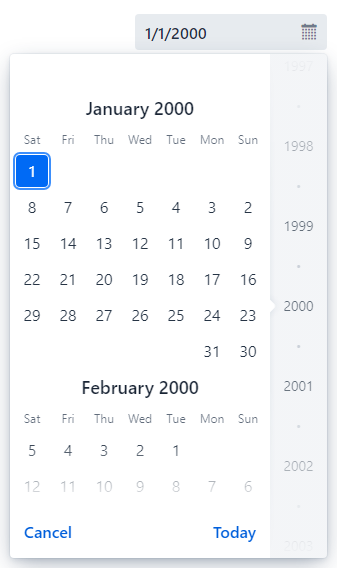 1/1/2000
January 2000
Sat Fri Thu Wed Tue Mon Sun
1
8 7 6 5 4 3 2
15 14 13 12 11 10 9
22 21 20 19 18 17 16
29 28 27 26 25 24 23
31 30
February 2000
Sat Fri Thu Wed Tue Mon Sun
5 4 3 2 1
12 11 10 9 8 7 6
Cancel Today
1997
1998
1999
2000
2001
2002
2003